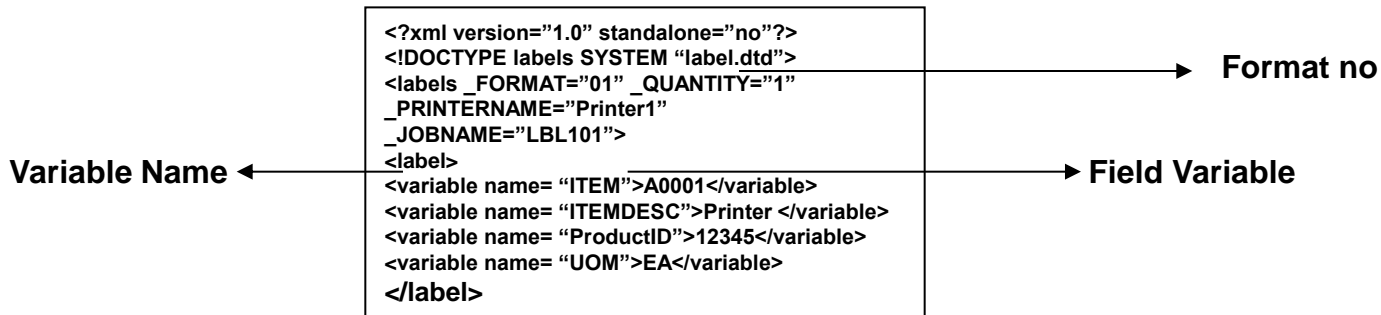 <?xml version=”1.0” standalone=”no”?>
<!DOCTYPE labels SYSTEM “label.dtd”>
<labels _FORMAT=”01” _QUANTITY=”1”
_PRINTERNAME=”Printer1”
_JOBNAME=”LBL101”>
<label>
<variable name= “ITEM”>A0001</variable>
<variable name= “ITEMDESC”>Printer </variable>
<variable name= “ProductID”>12345</variable>
<variable name= “UOM”>EA</variable>
</label>
Format no
Variable Name
Field Variable